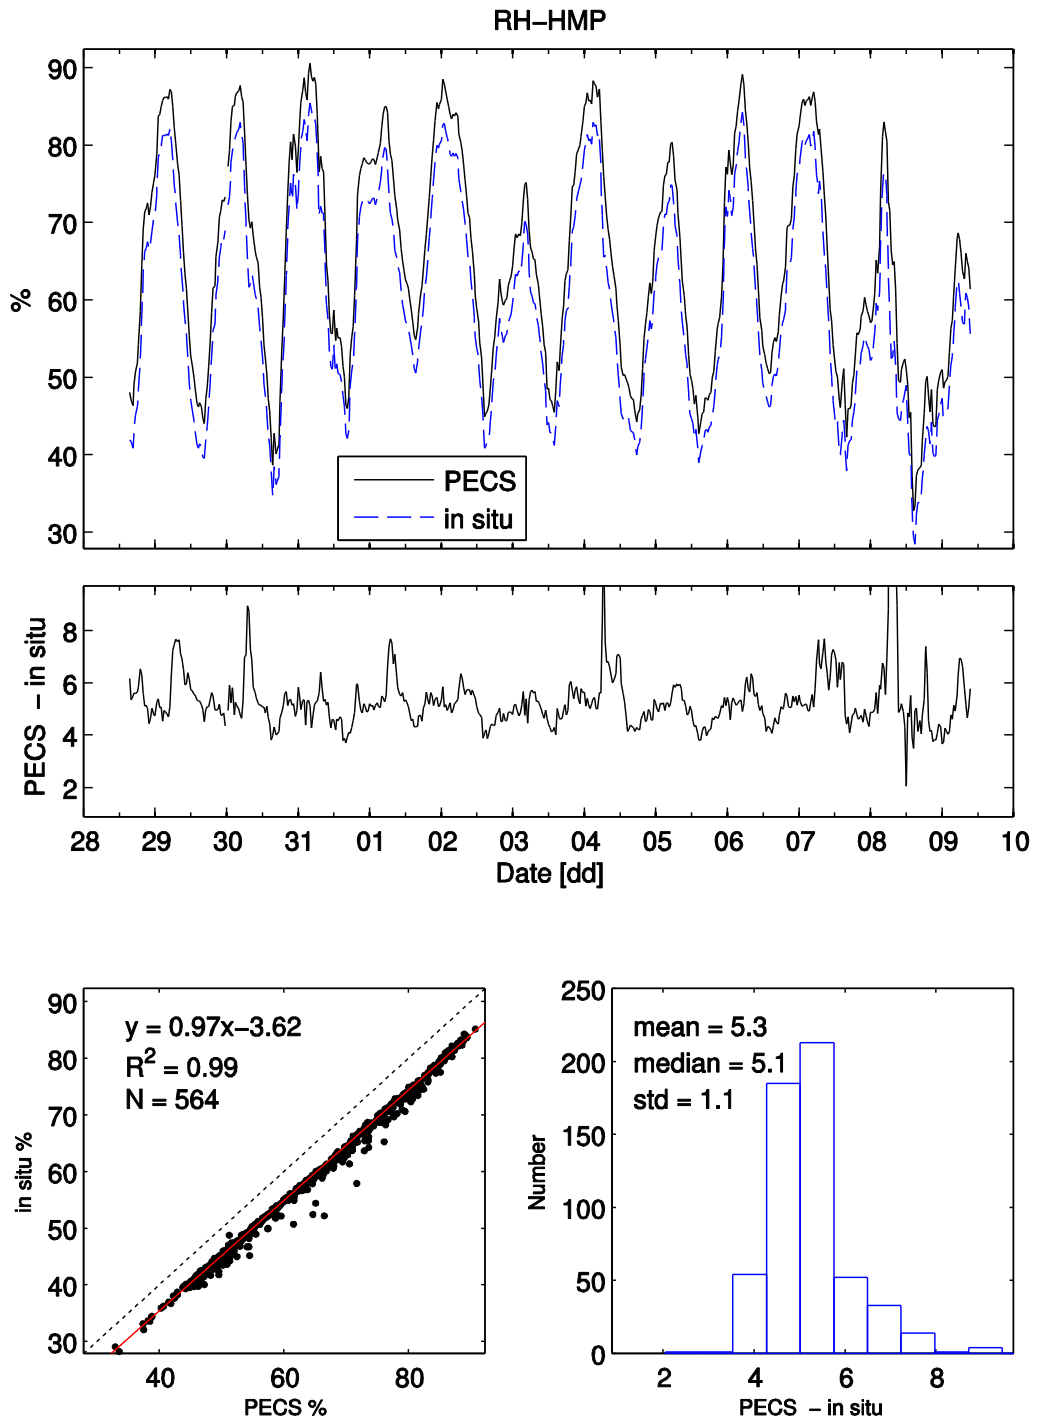 RH−HMP
90
80
70
60
50
40
30
%
PECS
in situ
8
6
4
2
PECS − in situ
28 29 30 31 01 02 03 04 05 06 07 08 09 10
Date [dd]
90
80
70
60
50
40
30
in situ %
y = 0.97x−3.62
R² = 0.99
N = 564
40 60 80
PECS %
250
200
150
100
50
0
Number
mean = 5.3
median = 5.1
std = 1.1
2 4 6 8
PECS − in situ